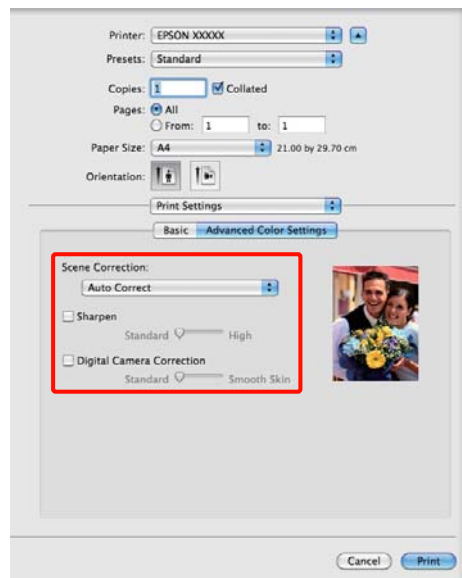 Printer: EPSON XXXXX
Presets: Standard
Copies: 1 Collated
Pages: All
From: 1 to: 1
Paper Size: A4 21.00 by 29.70 cm
Orientation:
Print Settings
Basic Advanced Color Settings
Scene Correction:
Auto Correct
Sharpen
Standard High
Digital Camera Correction
Standard Smooth Skin
Cancel Print